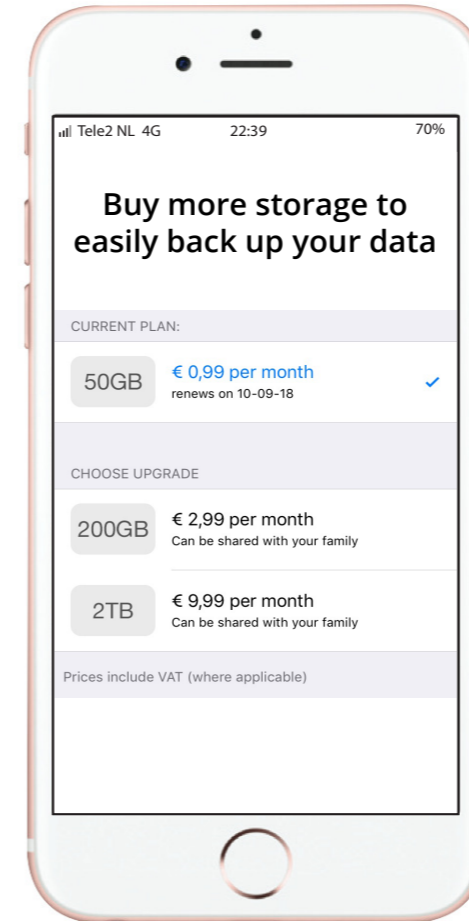 Tele2 NL 4G 22:39 70%
Buy more storage to
easily back up your data
CURRENT PLAN:
50GB
€ 0,99 per month
renews on 10-09-18
CHOOSE UPGRADE
200GB
€ 2,99 per month
Can be shared with your family
2TB
€ 9,99 per month
Can be shared with your family
Prices include VAT (where applicable)